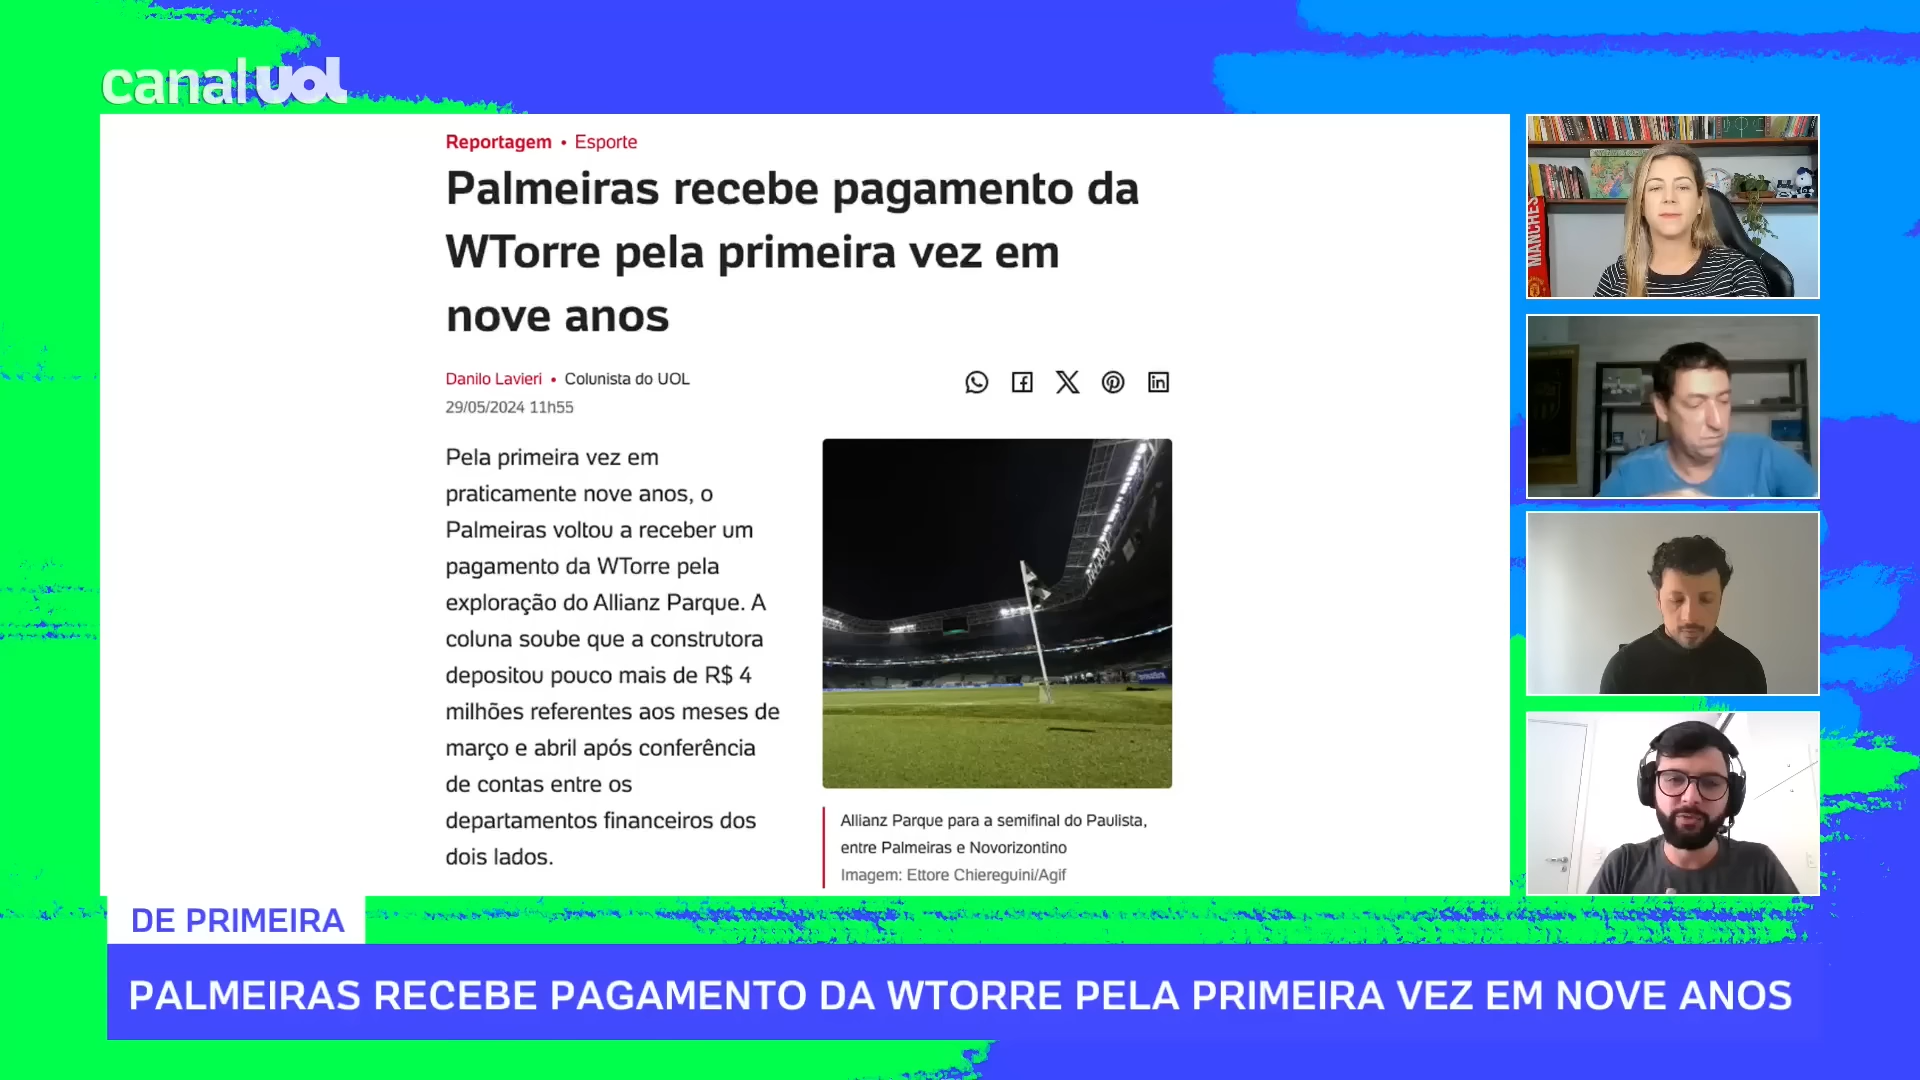 canal uol
Reportagem • Esporte
Palmeiras recebe pagamento da
WTorre pela primeira vez em
nove anos
Danilo Lavieri • Colunista do UOL
29/05/2024 11h55
Pela primeira vez em
praticamente nove anos, o
Palmeiras voltou a receber um
pagamento da WTorre pela
exploração do Allianz Parque. A
coluna soube que a construtora
depositou pouco mais de R$ 4
milhões referentes aos meses de
março e abril após conferência
de contas entre os
departamentos financeiros dos
dois lados.
Allianz Parque para a semifinal do Paulista,
entre Palmeiras e Novorizontino
Imagem: Ettore Chiereguini/Agif
MANCHES
DE PRIMEIRA
PALMEIRAS RECEBE PAGAMENTO DA WTORRE PELA PRIMEIRA VEZ EM NOVE ANOS